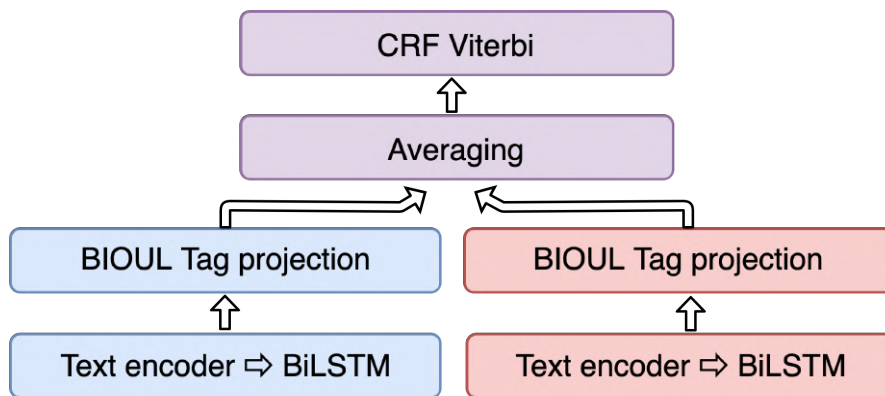 CRF Viterbi
Averaging
BIOUL Tag projection
BIOUL Tag projection
Text encoder ⇨ BiLSTM
Text encoder ⇨ BiLSTM